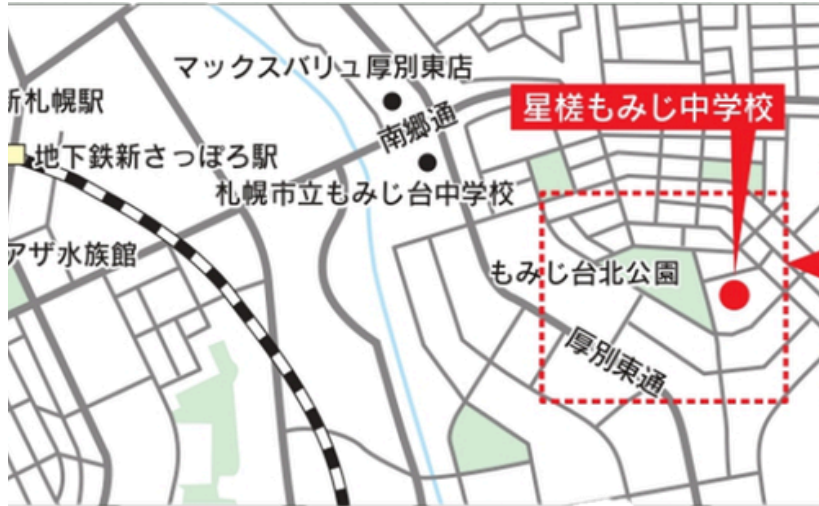 マックスバリュ厚別東店
新札幌駅
星槎もみじ中学校
南郷通
地下鉄新さっぽろ駅
札幌市立もみじ台中学校
アザ水族館
もみじ台北公園
厚別東通